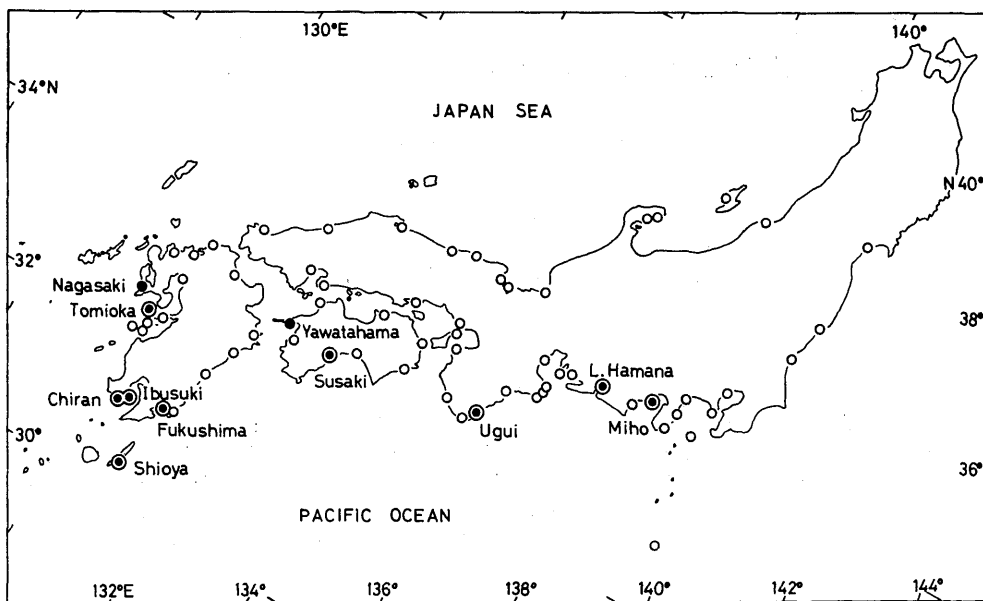 130°E
140°
34°N
JAPAN SEA
N 40°
32°
Nagasaki
Tomioka
Yawatahama
38°
Susaki
L. Hamana
Chiran
Ibusuki
Fukushima
Ugui
Miho
30°
Shioya
36°
PACIFIC OCEAN
132°E
134°
136°
138°
140°
142°
144°